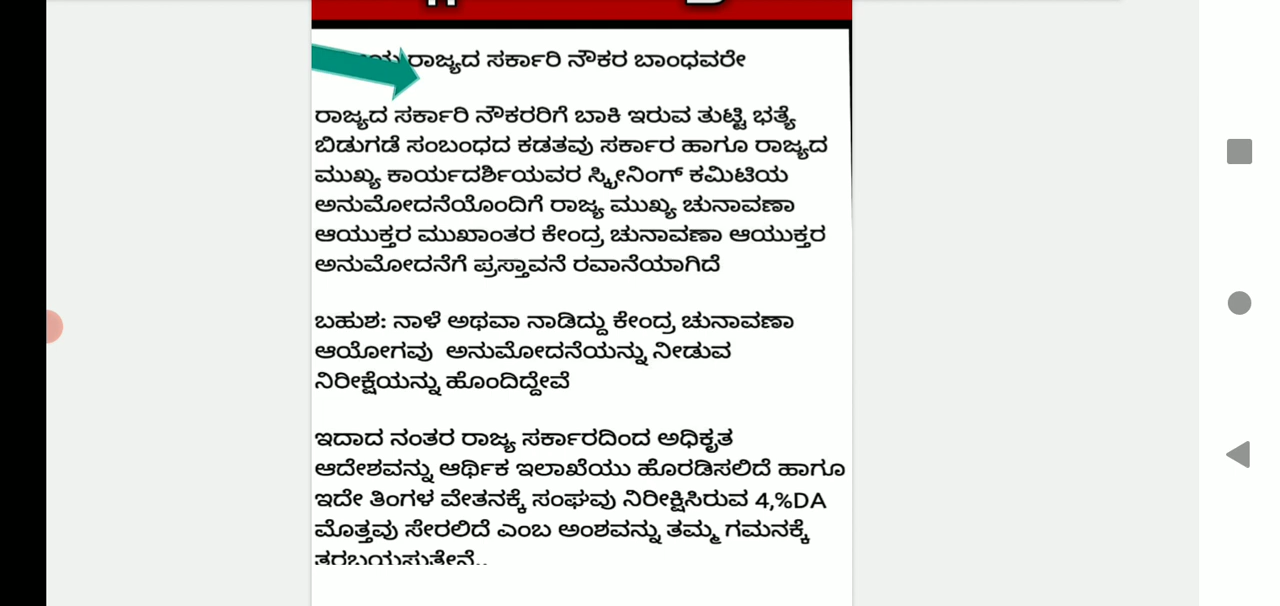 ರಾಜ್ಯದ ಸರ್ಕಾರಿ ನೌಕರ ಬಾಂಧವರೇ
ರಾಜ್ಯದ ಸರ್ಕಾರಿ ನೌಕರರಿಗೆ ಬಾಕಿ ಇರುವ ತುಟ್ಟಿ ಭತ್ಯೆ
ಬಿಡುಗಡೆ ಸಂಬಂಧದ ಕಡತವು ಸರ್ಕಾರ ಹಾಗೂ ರಾಜ್ಯದ
ಮುಖ್ಯ ಕಾರ್ಯದರ್ಶಿಯವರ ಸ್ಕ್ರೀನಿಂಗ್ ಕಮಿಟಿಯ
ಅನುಮೋದನೆಯೊಂದಿಗೆ ರಾಜ್ಯ ಮುಖ್ಯ ಚುನಾವಣಾ
ಆಯುಕ್ತರ ಮುಖಾಂತರ ಕೇಂದ್ರ ಚುನಾವಣಾ ಆಯುಕ್ತರ
ಅನುಮೋದನೆಗೆ ಪ್ರಸ್ತಾವನೆ ರವಾನೆಯಾಗಿದೆ
ಬಹುಶ: ನಾಳೆ ಅಥವಾ ನಾಡಿದ್ದು ಕೇಂದ್ರ ಚುನಾವಣಾ
ಆಯೋಗವು ಅನುಮೋದನೆಯನ್ನು ನೀಡುವ
ನಿರೀಕ್ಷೆಯನ್ನು ಹೊಂದಿದ್ದೇವೆ
ಇದಾದ ನಂತರ ರಾಜ್ಯ ಸರ್ಕಾರದಿಂದ ಅಧಿಕೃತ
ಆದೇಶವನ್ನು ಆರ್ಥಿಕ ಇಲಾಖೆಯು ಹೊರಡಿಸಲಿದೆ ಹಾಗೂ
ಇದೇ ತಿಂಗಳ ವೇತನಕ್ಕೆ ಸಂಘವು ನಿರೀಕ್ಷಿಸಿರುವ 4,%DA
ಮೊತ್ತವು ಸೇರಲಿದೆ ಎಂಬ ಅಂಶವನ್ನು ತಮ್ಮ ಗಮನಕ್ಕೆ
ತರಬಯಸುತ್ತೇನೆ..